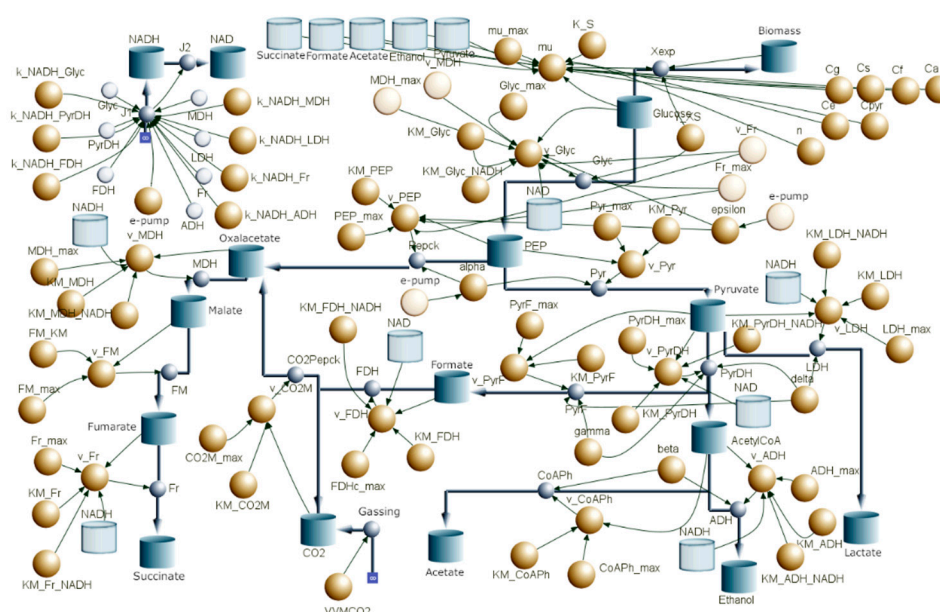 NADH
J2
NAD
Succinate
Formate
Acetate
Ethanol
Pyruvate
mu_max
mu
K_S
Xexp
Biomass
k_NADH_Glyc
Glyc
J1
MDH
k_NADH_MDH
v_MDH
MDH_max
Glyc_max
Glucose
Cg
Cs
Cf
Ca
k_NADH_PyrDH
PyrDH
LDH
k_NADH_LDH
KM_Glyc
v_Glyc
Glyc
v_Fr
n
Ce
Cpyr
k_NADH_FDH
FDH
Fr
k_NADH_Fr
KM_Glyc_NADH
NAD
Fr_max
KM_PEP
v_PEP
PEP_max
Pyr_max
KM_Pyr
epsilon
e-pump
NADH
e-pump
ADH
k_NADH_ADH
v_MDH
Oxalacetate
Pepck
PEP
v_Pyr
KM_LDH_NADH
MDH_max
MDH
alpha
Pyr
NADH
KM_LDH
KM_MDH
e-pump
Pyruvate
KM_MDH_NADH
Malate
KM_FDH_NADH
NAD
PyrF_max
PyrDH_max
KM_PyrDH_NADH
v_LDH
LDH_max
FM_KM
v_FM
CO2Pepck
FDH
Formate
v_PyrF
v_PyrDH
PyrDH
LDH
FM_max
FM
v_CO2M
v_FDH
KM_PyrF
PyrF
KM_PyrDH
NAD
delta
Fumarate
KM_FDH
gamma
AcetylCoA
Fr_max
v_Fr
CO2M_max
FDHc_max
beta
v_ADH
ADH_max
KM_Fr
Fr
KM_CO2M
CoAPh
v_CoAPh
ADH
NADH
Gassing
NADH
KM_ADH
Lactate
KM_Fr_NADH
Succinate
CO2
Acetate
KM_CoAPh
CoAPh_max
Ethanol
KM_ADH_NADH
VVMCO2